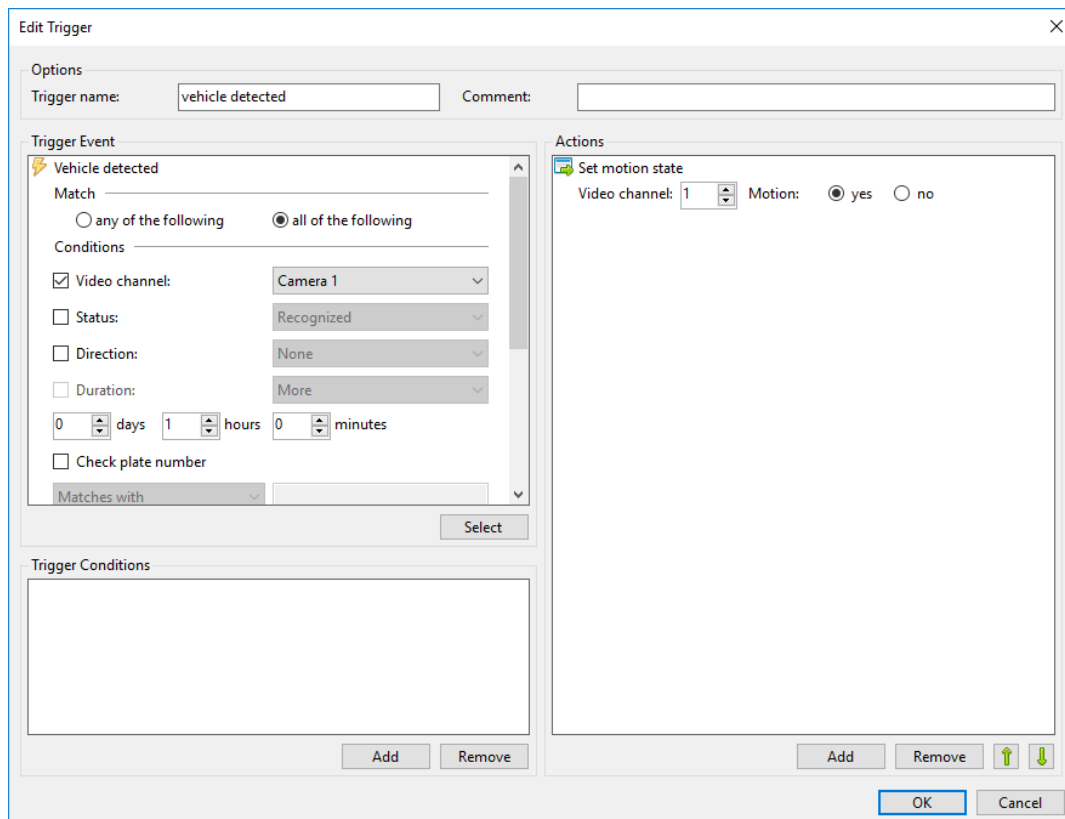 Edit Trigger
Options
Trigger name: vehicle detected Comment:
Trigger Event
Vehicle detected
Match
any of the following all of the following
Conditions
Video channel: Camera 1
Status: Recognized
Direction: None
Duration: More
0 days 1 hours 0 minutes
Check plate number
Matches with
Select
Trigger Conditions
Add Remove
Actions
Set motion state
Video channel: 1 Motion: yes no
Add Remove
OK Cancel